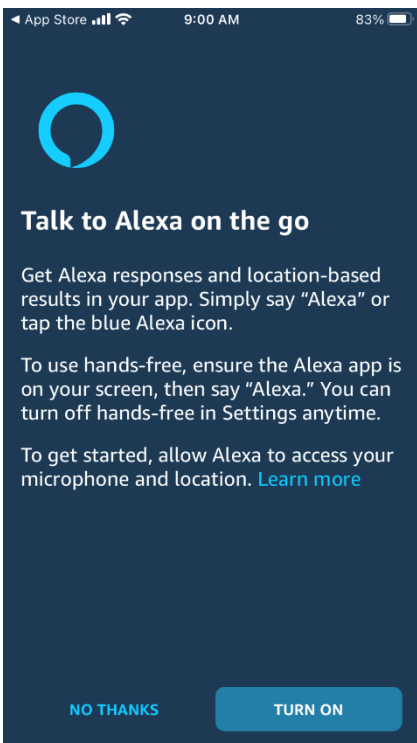 ◀ App Store 9:00 AM 83%
Talk to Alexa on the go
Get Alexa responses and location-based
results in your app. Simply say “Alexa” or
tap the blue Alexa icon.
To use hands-free, ensure the Alexa app is
on your screen, then say “Alexa.” You can
turn off hands-free in Settings anytime.
To get started, allow Alexa to access your
microphone and location. Learn more
NO THANKS TURN ON